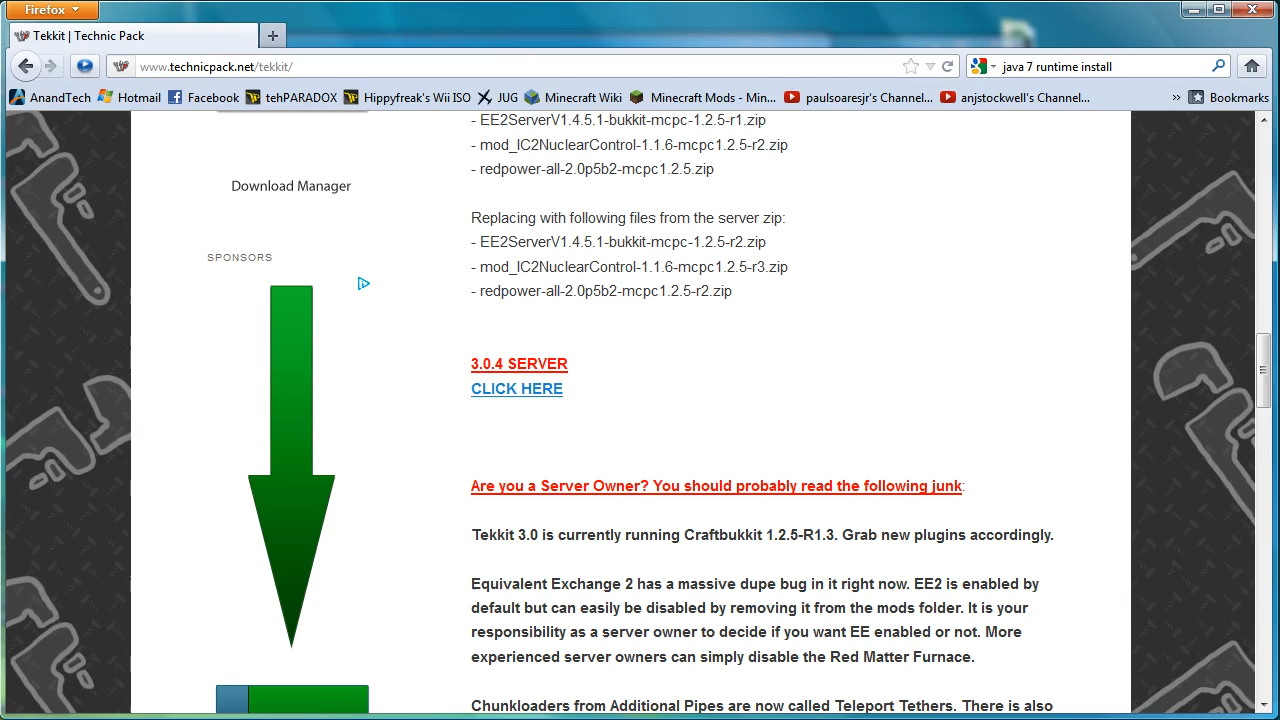 Firefox
Tekkit | Technic Pack
www.technicpack.net/tekkit/
java 7 runtime install
AnandTech Hotmail Facebook tehPARADOX Hippyfreak's Wii ISO JUG Minecraft Wiki Minecraft Mods - Min... paulsoaresjr's Channel... anjstockwell's Channel... » Bookmarks
- EE2ServerV1.4.5.1-bukkit-mcpc-1.2.5-r1.zip
- mod_IC2NuclearControl-1.1.6-mcpc1.2.5-r2.zip
- redpower-all-2.0p5b2-mcpc1.2.5.zip
Download Manager
Replacing with following files from the server zip:
- EE2ServerV1.4.5.1-bukkit-mcpc-1.2.5-r2.zip
SPONSORS
- mod_IC2NuclearControl-1.1.6-mcpc1.2.5-r3.zip
- redpower-all-2.0p5b2-mcpc1.2.5-r2.zip
3.0.4 SERVER
CLICK HERE
Are you a Server Owner? You should probably read the following junk:
Tekkit 3.0 is currently running Craftbukkit 1.2.5-R1.3. Grab new plugins accordingly.
Equivalent Exchange 2 has a massive dupe bug in it right now. EE2 is enabled by
default but can easily be disabled by removing it from the mods folder. It is your
responsibility as a server owner to decide if you want EE enabled or not. More
experienced server owners can simply disable the Red Matter Furnace.
Chunkloaders from Additional Pipes are now called Teleport Tethers. There is also